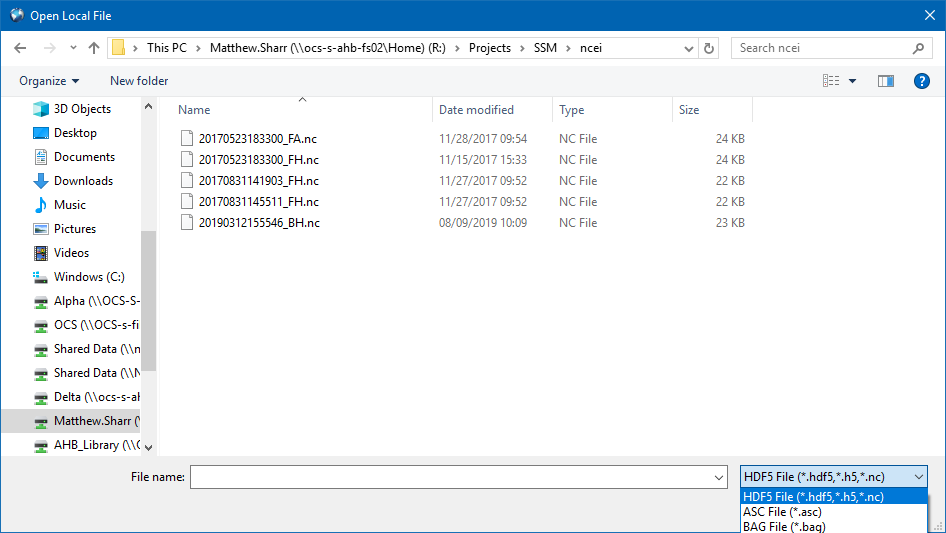 Open Local File
This PC > Matthew.Sharr (\\ocs-s-ahb-fs02\Home) (R:) > Projects > SSM > ncei
Search ncei
Organize
New folder
Name Date modified Type Size
3D Objects
Desktop
Documents
Downloads
Music
Pictures
Videos
Windows (C:)
Alpha (\\OCS-S-
OCS (\\OCS-s-fi
Shared Data (\\n
Shared Data (\\N
Delta (\\ocs-s-ah
Matthew.Sharr (\
AHB_Library (\\O
20170523183300_FA.nc 11/28/2017 09:54 NC File 24 KB
20170523183300_FH.nc 11/15/2017 15:33 NC File 24 KB
20170831141903_FH.nc 11/27/2017 09:52 NC File 22 KB
20170831145511_FH.nc 11/27/2017 09:52 NC File 22 KB
20190312155546_BH.nc 08/09/2019 10:09 NC File 23 KB
File name:
HDF5 File (*.hdf5,*.h5,*.nc)
HDF5 File (*.hdf5,*.h5,*.nc)
ASC File (*.asc)
BAG File (*.bag)